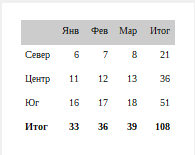 Янв Фев Мар Итог
Север 6 7 8 21
Центр 11 12 13 36
Юг 16 17 18 51
Итог 33 36 39 108